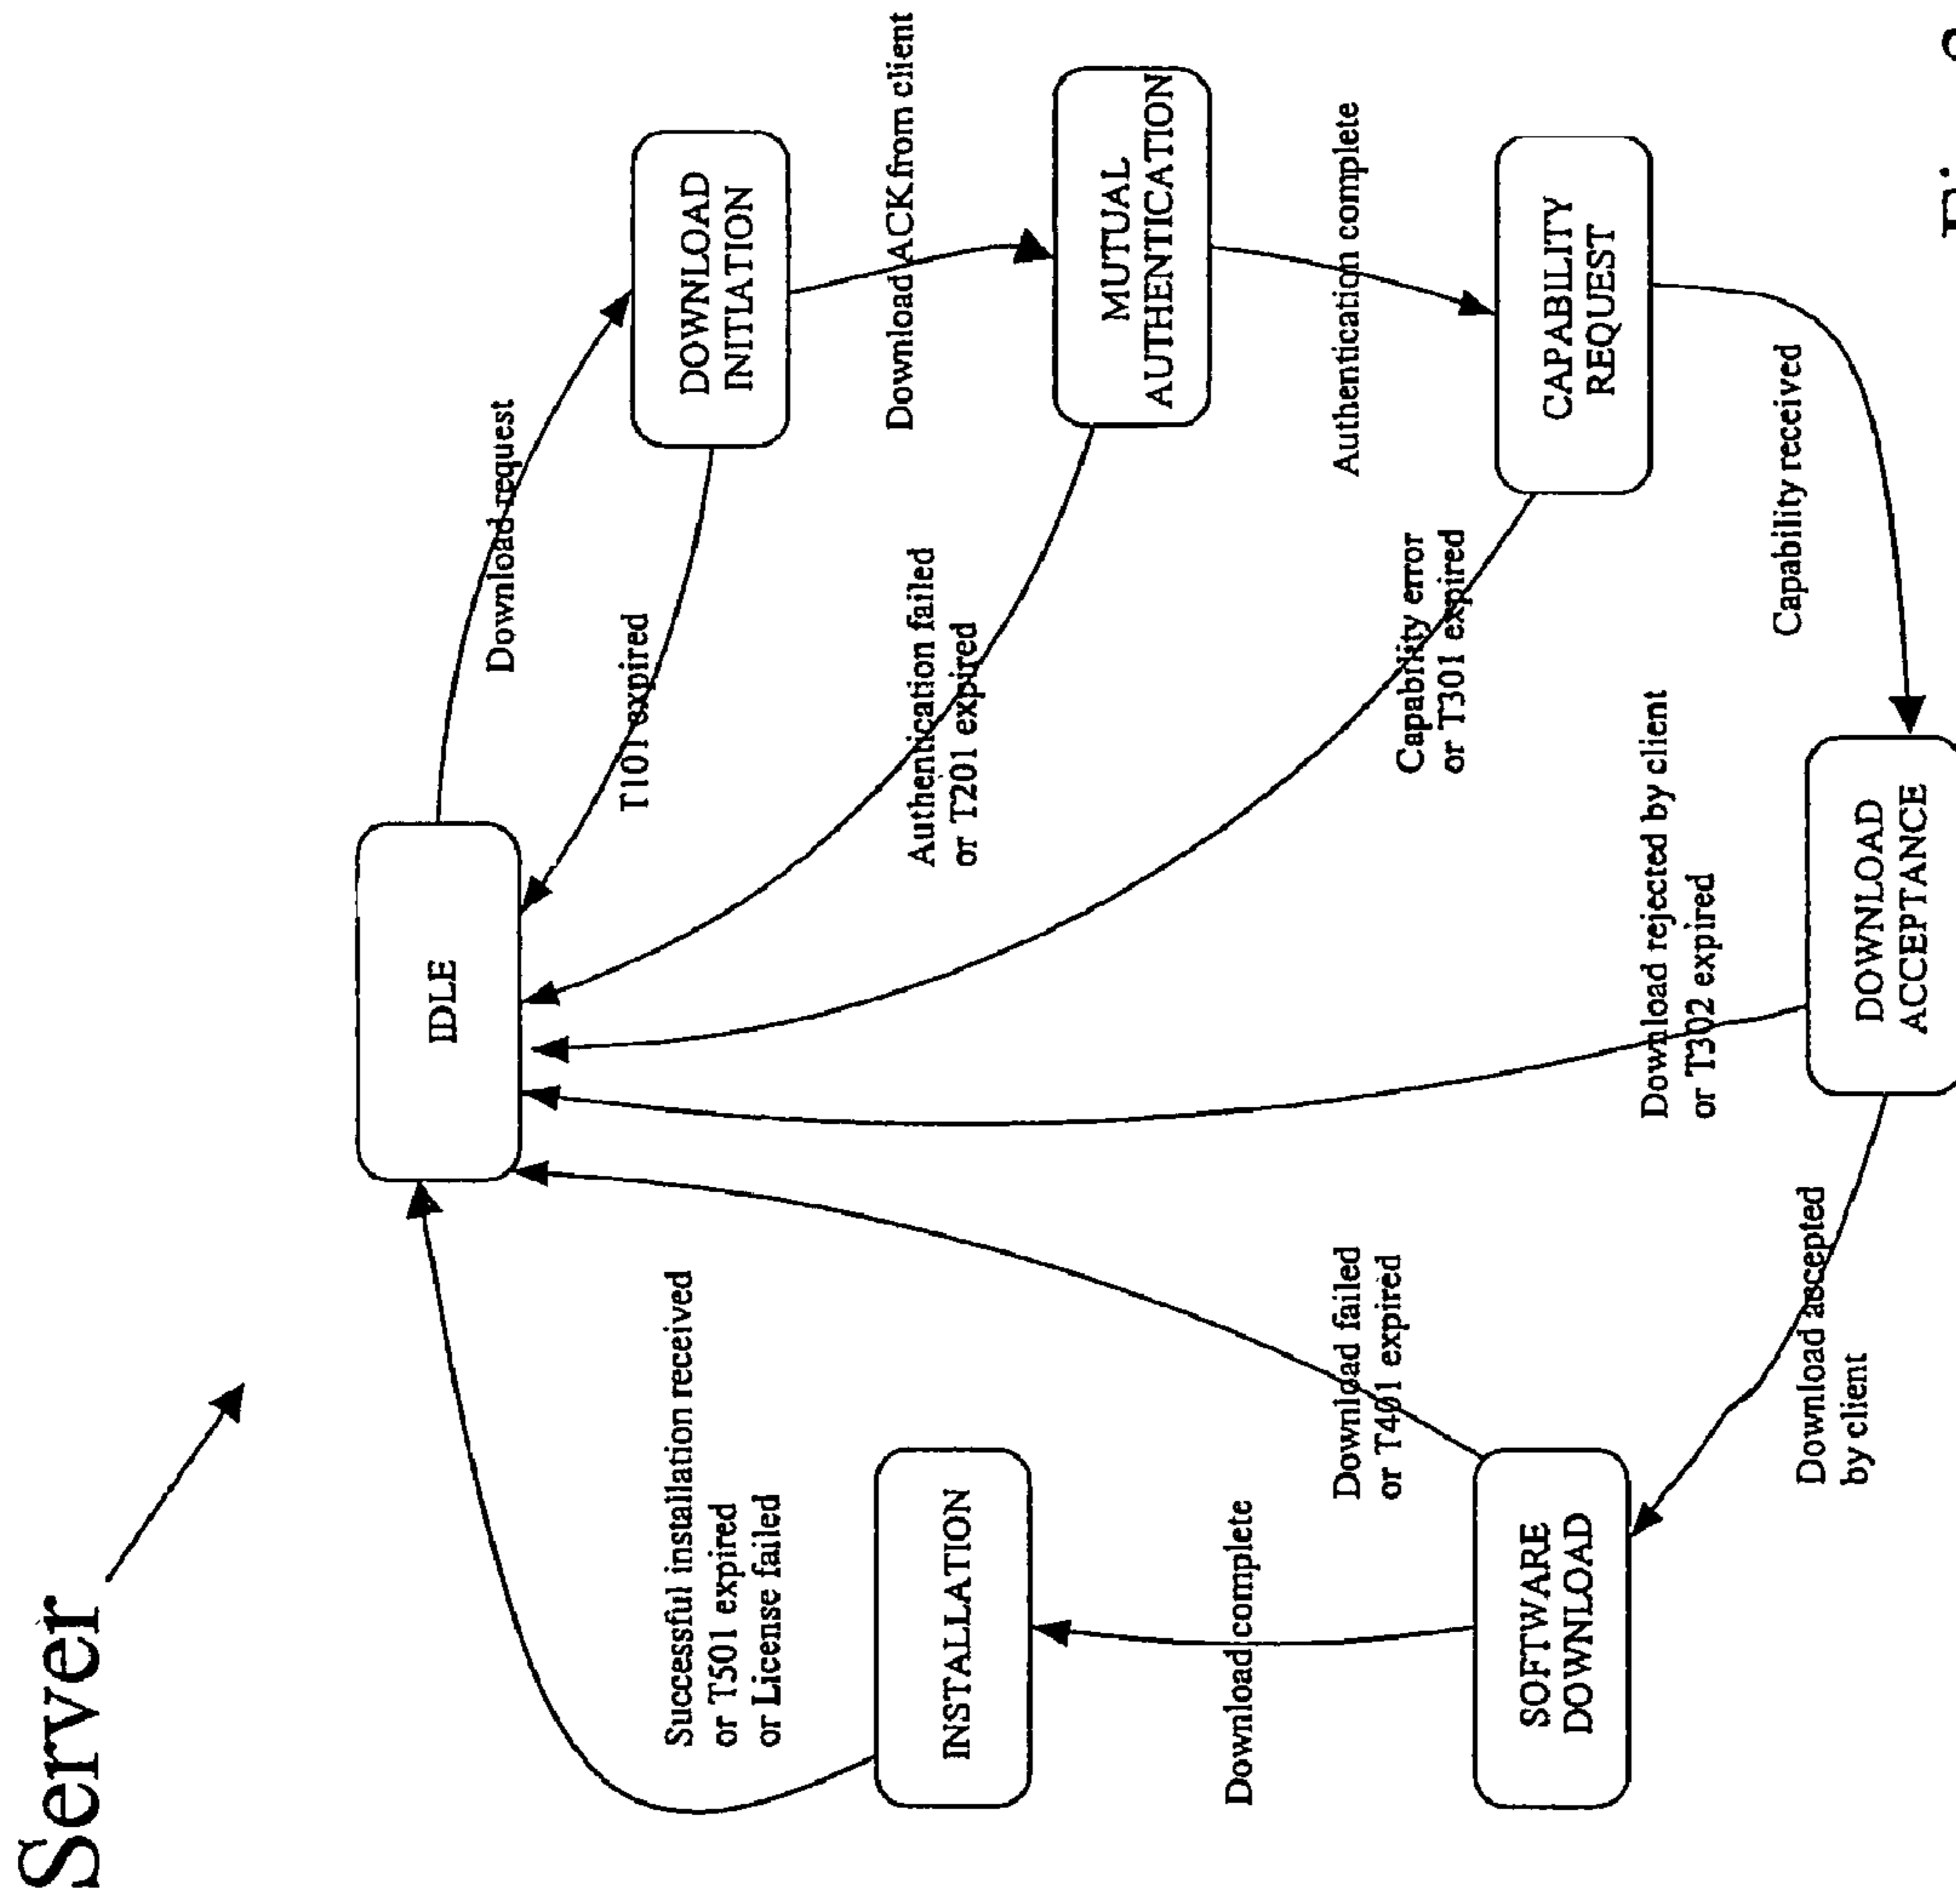 Server
IDLE
Download request
DOWNLOAD
INITIATION
T101 expired
Download ACK from client
MUTUAL
AUTHENTICATION
Authentication failed
or T201 expired
Authentication complete
CAPABILITY
REQUEST
Capability error
or T301 expired
Capability received
DOWNLOAD
ACCEPTANCE
Download rejected by client
or T302 expired
Download accepted
by client
SOFTWARE
DOWNLOAD
Download failed
or T401 expired
Download complete
INSTALLATION
Successful installation received
or T501 expired
or License failed